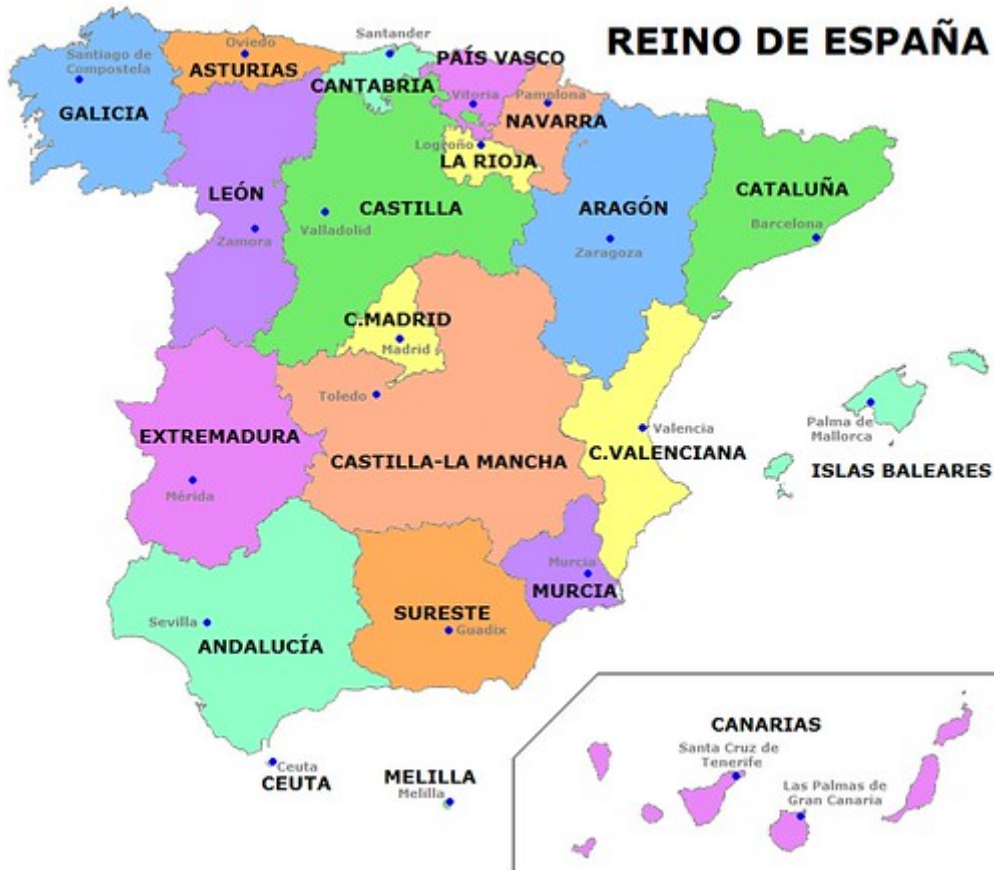 REINO DE ESPAÑA
Santander
Oviedo
Santiago de
Compostela
ASTURIAS
PAÍS VASCO
CANTABRIA
Vitoria
Pamplona
GALICIA
NAVARRA
Logroño
LA RIOJA
LEÓN
CASTILLA
ARAGÓN
CATALUÑA
Zamora
Valladolid
Zaragoza
Barcelona
C.MADRID
Madrid
Toledo
EXTREMADURA
CASTILLA-LA MANCHA
Valencia
C.VALENCIANA
Palma de
Mallorca
ISLAS BALEARES
Mérida
Murcia
MURCIA
SURESTE
Guadix
Sevilla
ANDALUCÍA
Ceuta
CEUTA
MELILLA
Melilla
CANARIAS
Santa Cruz de
Tenerife
Las Palmas de
Gran Canaria